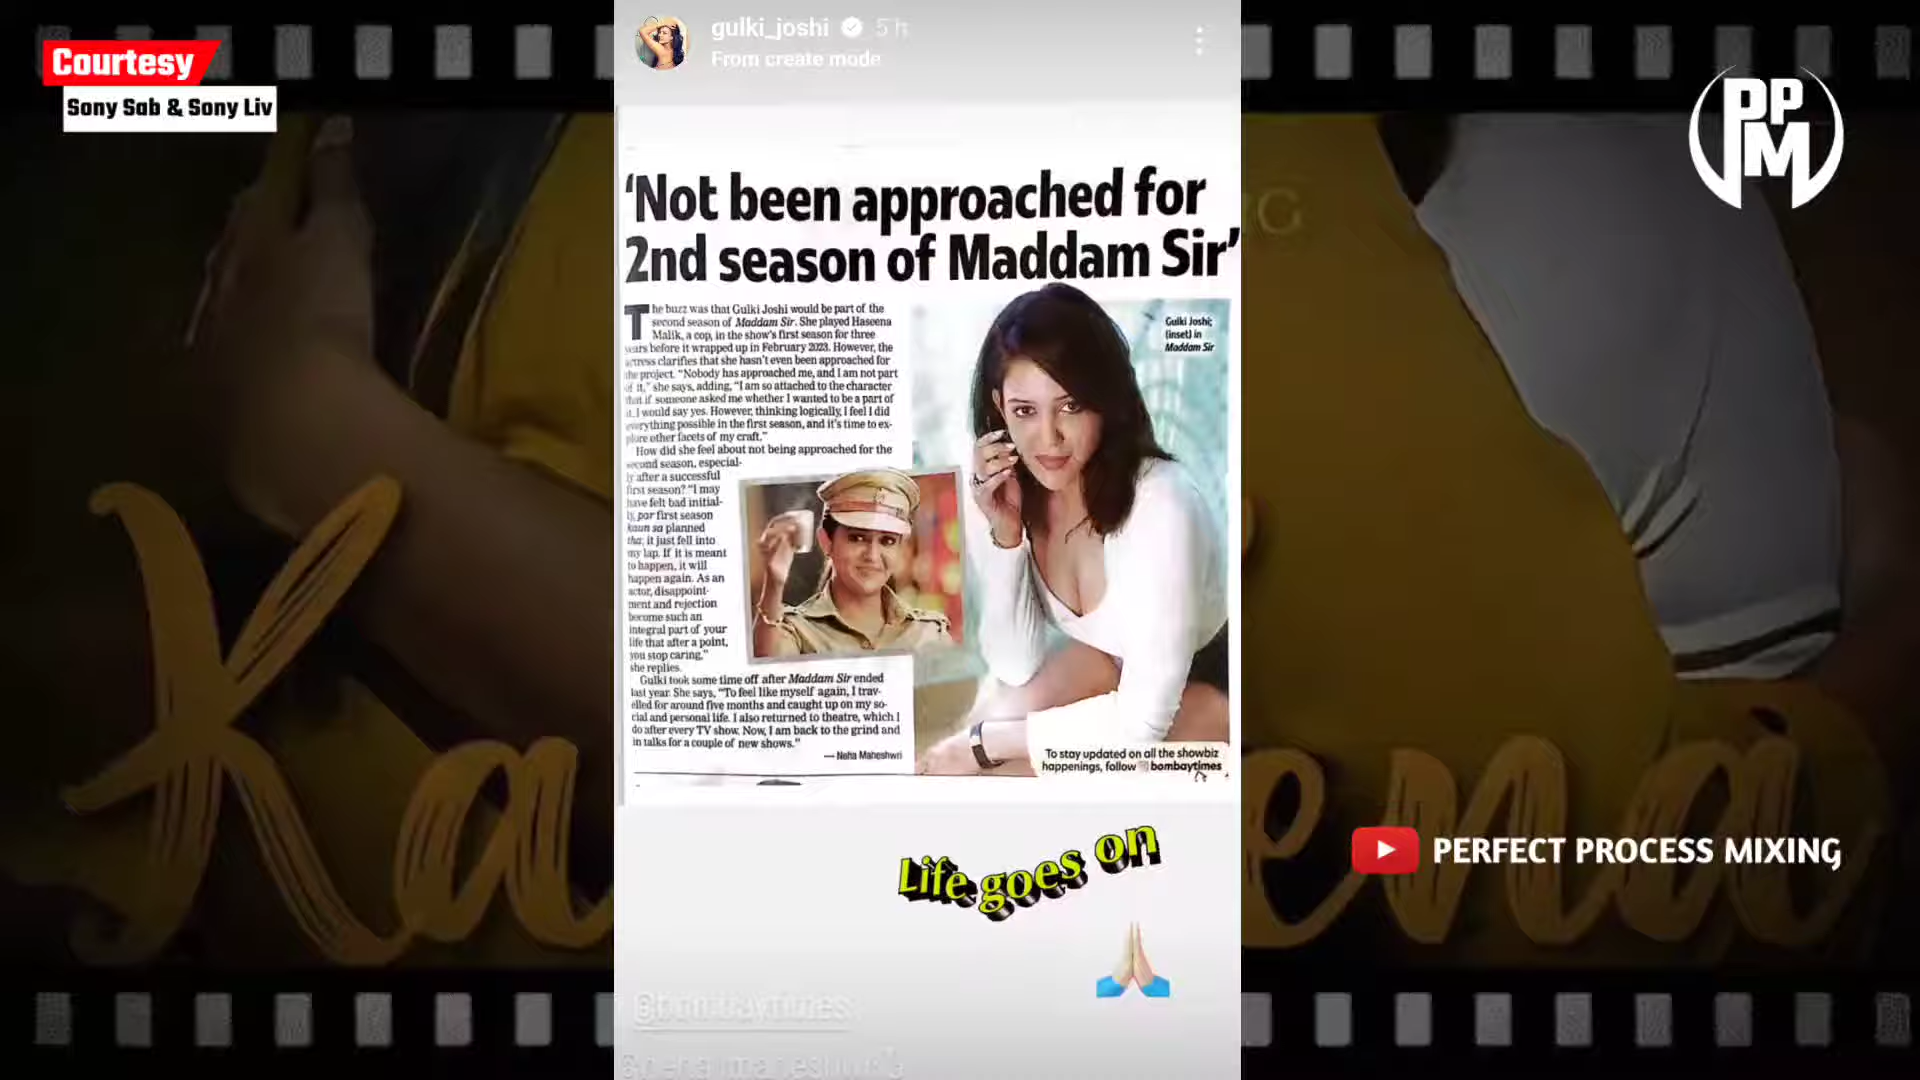 Courtesy
Sony Sab & Sony Liv
gulki_joshi 5 h
From create mode
PPM
'Not been approached for
2nd season of Maddam Sir'
The buzz was that Gulki Joshi would be part of the
second season of Maddam Sir. She played Haseena
Malik, a cop, in the show's first season for three
years before it wrapped up in February 2023. However, the
actress clarifies that she hasn't even been approached for
the project. "Nobody has approached me, and I am not part
of it," she says, adding, "I am so attached to the character
that if someone asked me whether I wanted to be a part of
it, I would say yes. However, thinking logically, I feel I did
everything possible in the first season, and it's time to ex-
plore other facets of my craft."
How did she feel about not being approached for the
second season, especial-
ly after a successful
first season? "I may
have felt bad initial-
ly, par first season
kaun sa planned
tha, it just fell into
my lap. If it is meant
to happen, it will
happen again. As an
actor, disappoint-
ment and rejection
become such an
integral part of your
life that after a point,
you stop caring,"
she replies.
Gulki took some time off after Maddam Sir ended
last year. She says, "To feel like myself again, I trav-
elled for around five months and caught up on my so-
cial and personal life. I also returned to theatre, which I
do after every TV show. Now, I am back to the grind and
in talks for a couple of new shows."
— Neha Maheshwri
Gulki Joshi;
(inset) in
Maddam Sir
To stay updated on all the showbiz
happenings, follow bombaytimes
Life goes on
PERFECT PROCESS MIXING
@bombaytimes
Ka
ena